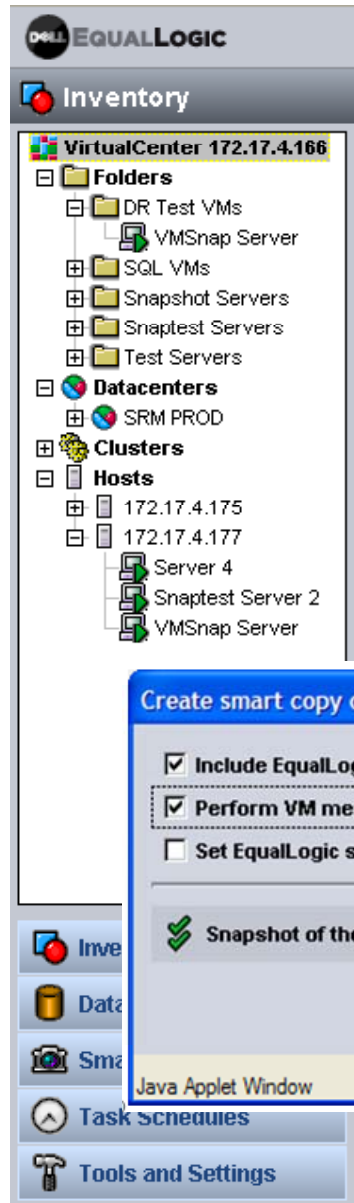 DELL EQUALLOGIC
Inventory
VirtualCenter 172.17.4.166
Folders
DR Test VMs
VMSnap Server
SQL VMs
Snapshot Servers
Snaptest Servers
Test Servers
Datacenters
SRM PROD
Clusters
Hosts
172.17.4.175
172.17.4.177
Server 4
Snaptest Server 2
VMSnap Server
Create smart copy
Include EqualLog
Perform VM me
Set EqualLogic s
Snapshot of the
Java Applet Window
Inve
Data
Sma
Task Schedules
Tools and Settings